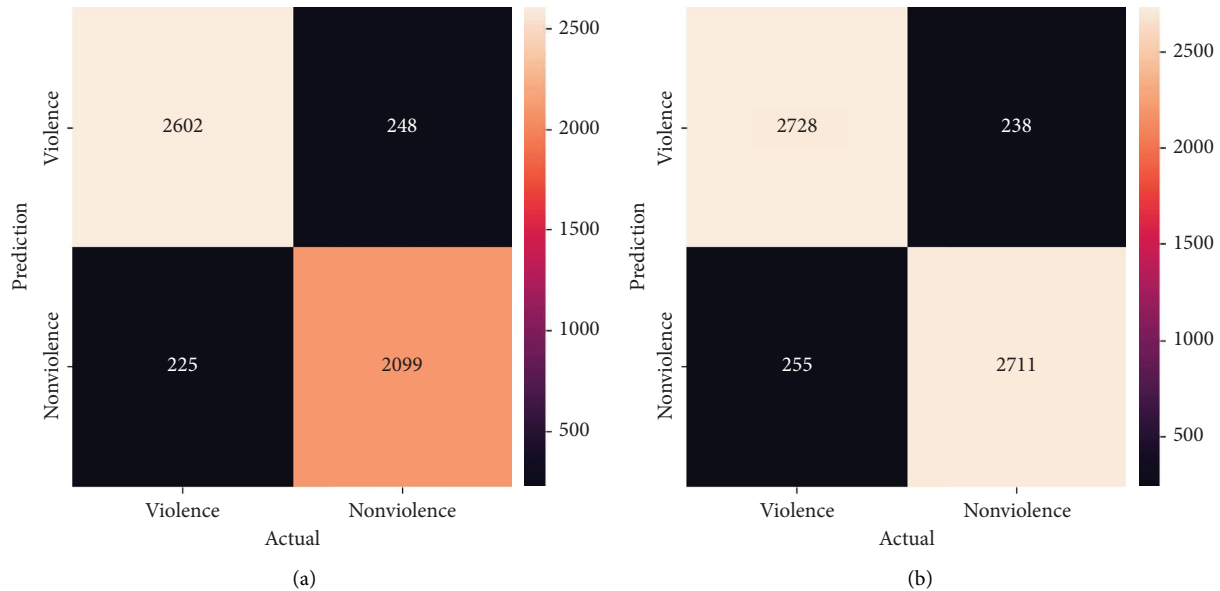 Prediction
Violence
Nonviolence
2602
248
225
2099
Violence
Nonviolence
Actual
2500
2000
1500
1000
500
(a)
Prediction
Violence
Nonviolence
2728
238
255
2711
Violence
Nonviolence
Actual
2500
2000
1500
1000
500
(b)